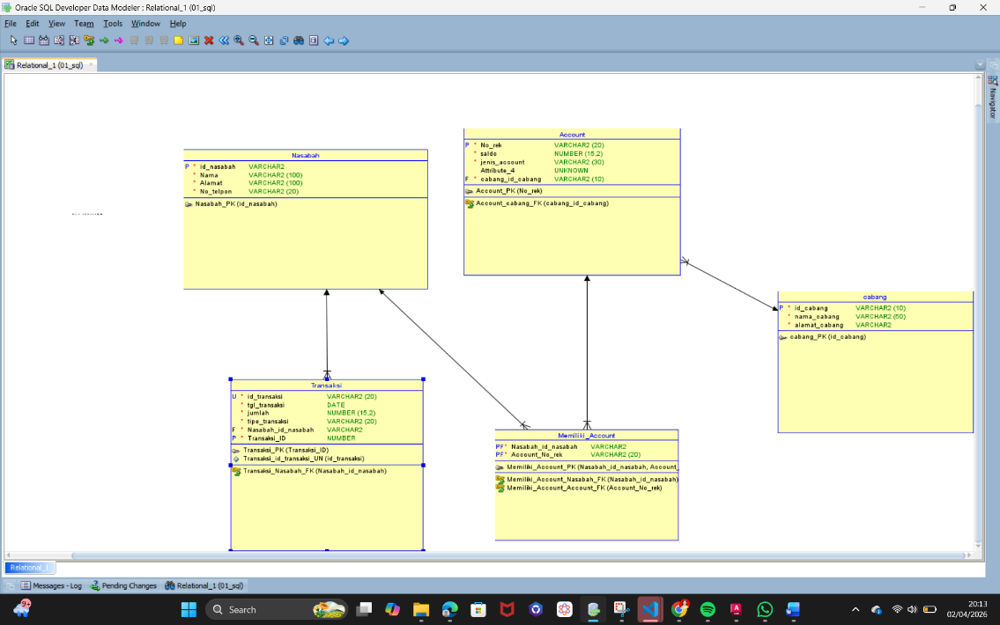 Oracle SQL Developer Data Modeler : Relational_1 (01_sql)
File Edit View Team Tools Window Help
Relational_1 (01_sql)
Navigator
Nasabah
P * id_nasabah VARCHAR2
* Nama VARCHAR2 (100)
* Alamat VARCHAR2 (100)
* No_telpon VARCHAR2 (20)
Nasabah_PK (id_nasabah)
Account
P * No_rek VARCHAR2 (20)
* saldo NUMBER (15,2)
* jenis_account VARCHAR2 (30)
Attribute_4 UNKNOWN
F * cabang_id_cabang VARCHAR2 (10)
Account_PK (No_rek)
Account_cabang_FK (cabang_id_cabang)
cabang
P * id_cabang VARCHAR2 (10)
* nama_cabang VARCHAR2 (50)
* alamat_cabang VARCHAR2
cabang_PK (id_cabang)
Transaksi
U * id_transaksi VARCHAR2 (20)
* tgl_transaksi DATE
* jumlah NUMBER (15,2)
* tipe_transaksi VARCHAR2 (20)
F * Nasabah_id_nasabah VARCHAR2
P * Transaksi_ID NUMBER
Transaksi_PK (Transaksi_ID)
Transaksi_id_transaksi_UN (id_transaksi)
Transaksi_Nasabah_FK (Nasabah_id_nasabah)
Memiliki_Account
PF* Nasabah_id_nasabah VARCHAR2
PF* Account_No_rek VARCHAR2 (20)
Memiliki_Account_PK (Nasabah_id_nasabah, Account_
Memiliki_Account_Nasabah_FK (Nasabah_id_nasabah)
Memiliki_Account_Account_FK (Account_No_rek)
Relational_1
Messages - Log Pending Changes Relational_1 (01_sql)
9
Search
20:13
02/04/2026